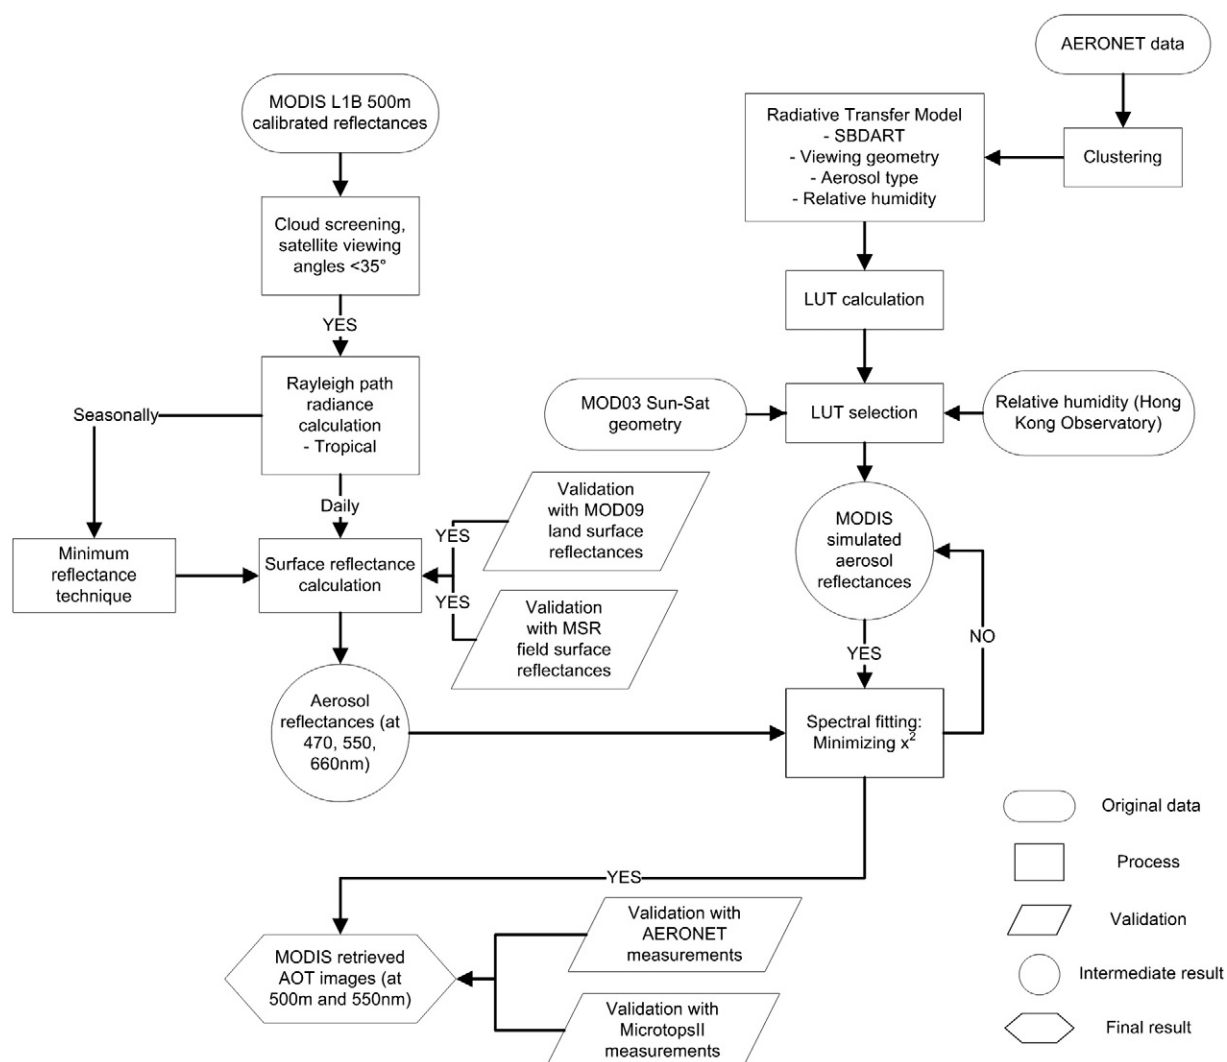 AERONET data
MODIS L1B 500m
calibrated reflectances
Radiative Transfer Model
- SBDART
- Viewing geometry
- Aerosol type
- Relative humidity
Clustering
Cloud screening,
satellite viewing
angles <35°
LUT calculation
YES
Rayleigh path
radiance
calculation
- Tropical
Seasonally
MOD03 Sun-Sat
geometry
LUT selection
Relative humidity (Hong
Kong Observatory)
Daily
Validation
with MOD09
land surface
reflectances
YES
MODIS
simulated
aerosol
reflectances
Minimum
reflectance
technique
Surface reflectance
calculation
YES
Validation
with MSR
field surface
reflectances
NO
YES
Aerosol
reflectances (at
470, 550,
660nm)
Spectral fitting:
Minimizing x²
Original data
Process
YES
Validation
Validation with
AERONET
measurements
MODIS retrieved
AOT images (at
500m and 550nm)
Intermediate result
Validation with
MicrotopsII
measurements
Final result